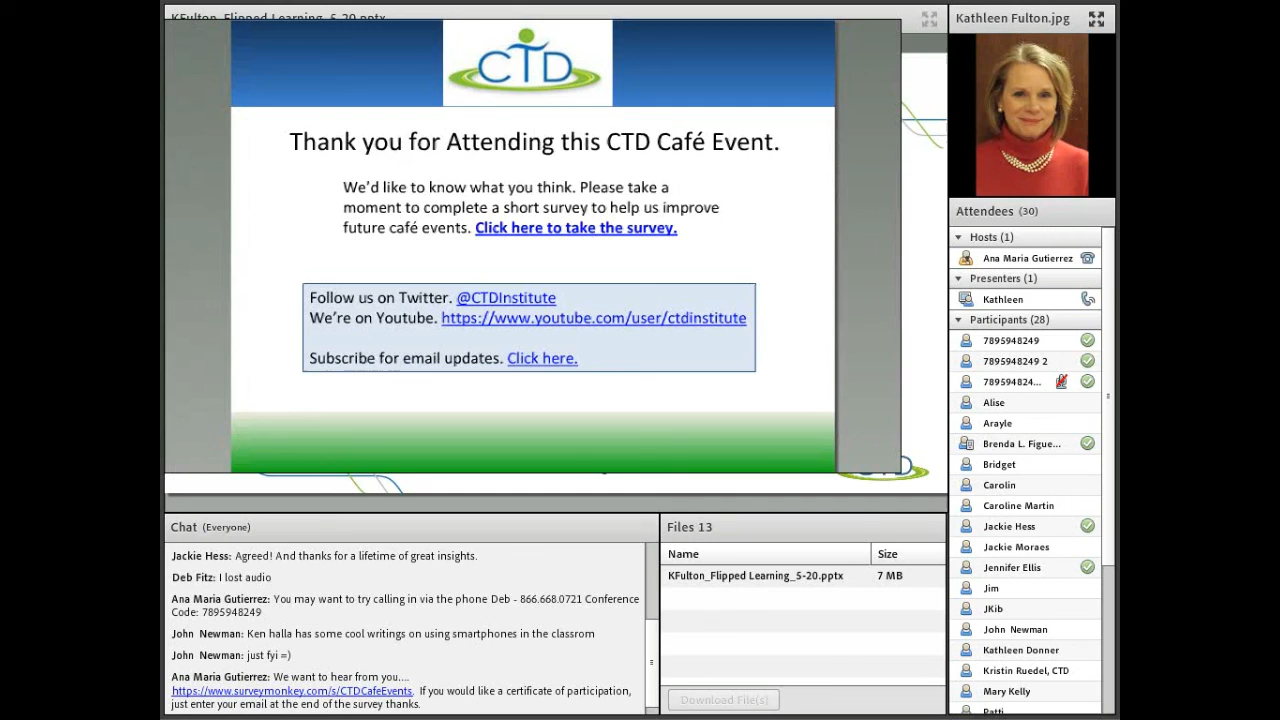 KFulton_Flipped Learning_5-20.pptx
CTD
Thank you for Attending this CTD Café Event.
We'd like to know what you think. Please take a
moment to complete a short survey to help us improve
future café events. Click here to take the survey.
Follow us on Twitter. @CTDInstitute
We're on Youtube. https://www.youtube.com/user/ctdinstitute
Subscribe for email updates. Click here.
CTD
Chat (Everyone)
Jackie Hess: Agreed! And thanks for a lifetime of great insights.
Deb Fitz: I lost audio
Ana Maria Gutierrez: You may want to try calling in via the phone Deb - 866.668.0721 Conference
Code: 7895948249
John Newman: Ken halla has some cool writings on using smartphones in the classrom
John Newman: just fyi =)
Ana Maria Gutierrez: We want to hear from you....
https://www.surveymonkey.com/s/CTDCafeEvents. If you would like a certificate of participation,
just enter your email at the end of the survey thanks.
Files 13
Name Size
KFulton_Flipped Learning_5-20.pptx 7 MB
Download File(s)
Kathleen Fulton.jpg
Attendees (30)
Hosts (1)
Ana Maria Gutierrez
Presenters (1)
Kathleen
Participants (28)
7895948249
7895948249 2
789594824...
Alise
Arayle
Brenda L. Figue...
Bridget
Carolin
Caroline Martin
Jackie Hess
Jackie Moraes
Jennifer Ellis
Jim
JKib
John Newman
Kathleen Donner
Kristin Ruedel, CTD
Mary Kelly
Patti